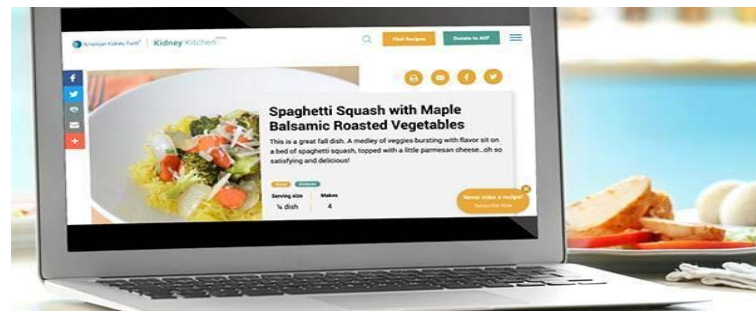 American Kidney Fund® | Kidney Kitchen
Find Recipes
Donate to AKF
Spaghetti Squash with Maple
Balsamic Roasted Vegetables
This is a great fall dish. A medley of veggies bursting with flavor sit on
a bed of spaghetti squash, topped with a little parmesan cheese...oh so
satisfying and delicious!
Serving size
Makes
¼ dish
4
Never miss a recipe!
Subscribe Now